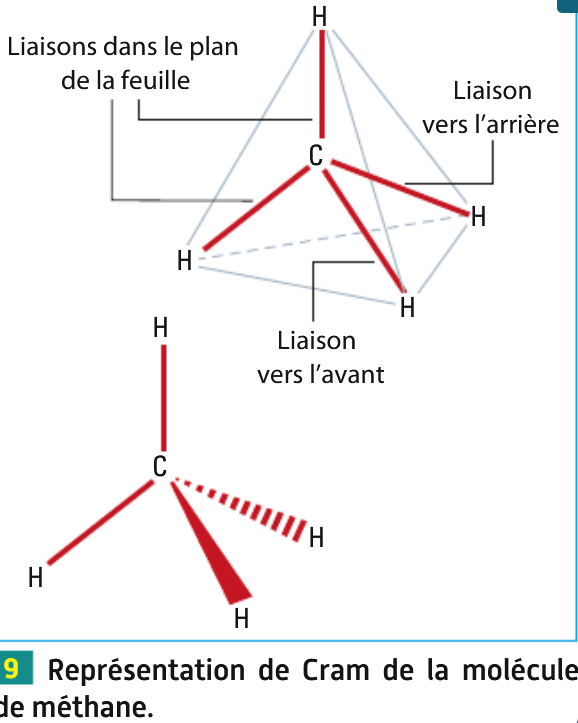 H
Liaisons dans le plan
de la feuille
Liaison
vers l’arrière
C
H
H
H
Liaison
vers l’avant
H
C
H
H
H
9 Représentation de Cram de la molécule
de méthane.